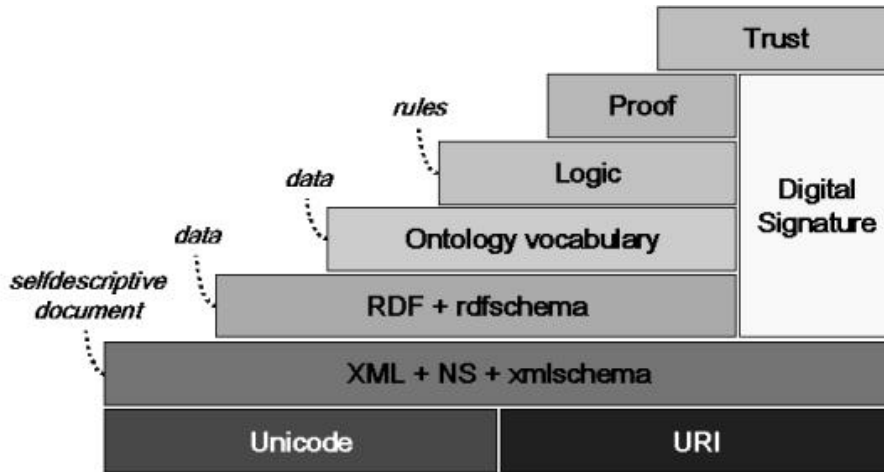 Trust
Proof
rules
Logic
Digital
Signature
data
Ontology vocabulary
data
RDF + rdfschema
selfdescriptive
document
XML + NS + xmlschema
Unicode
URI